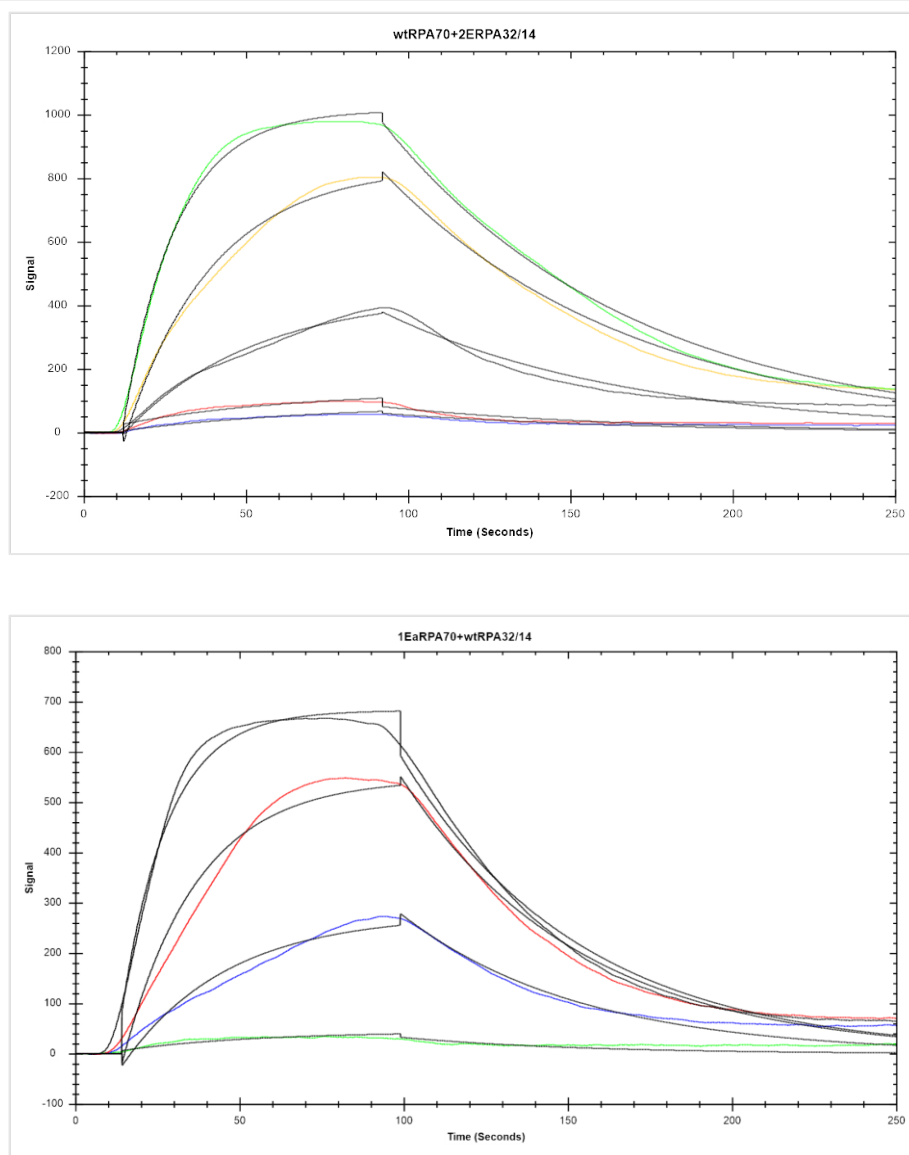 wtRPA70+2ERPA32/14
1200
1000
800
600
400
200
0
-200
Signal
0 50 100 150 200 250
Time (Seconds)
1EaRPA70+wtRPA32/14
800
700
600
500
400
300
200
100
0
-100
Signal
0 50 100 150 200 250
Time (Seconds)